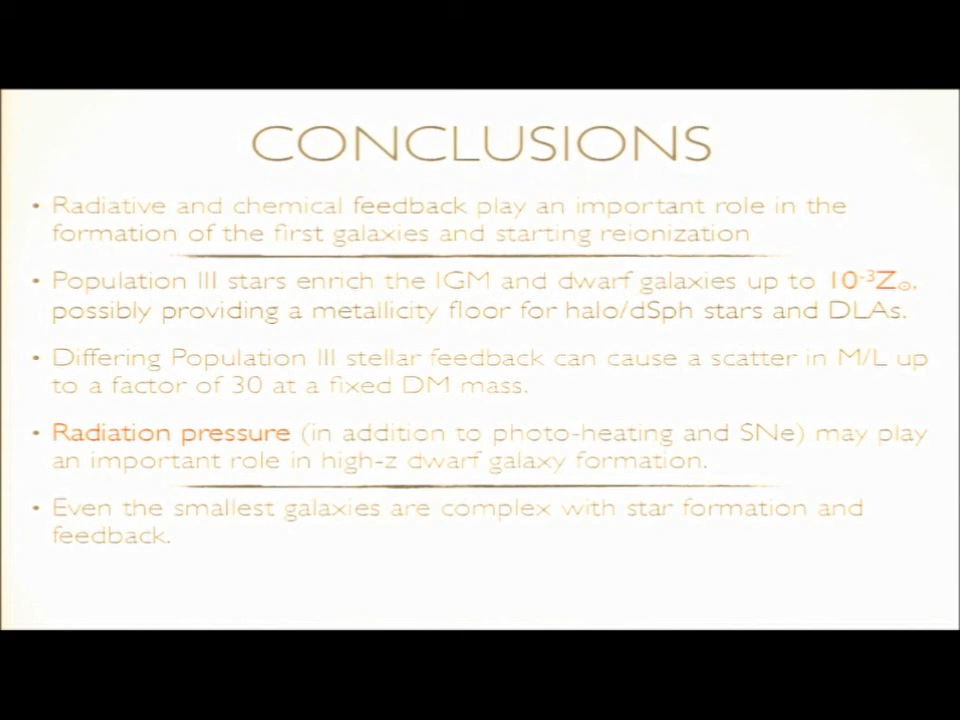 CONCLUSIONS
• Radiative and chemical feedback play an important role in the
formation of the first galaxies and starting reionization
• Population III stars enrich the IGM and dwarf galaxies up to 10⁻³Z☉,
possibly providing a metallicity floor for halo/dSph stars and DLAs.
• Differing Population III stellar feedback can cause a scatter in M/L up
to a factor of 30 at a fixed DM mass.
• Radiation pressure (in addition to photo-heating and SNe) may play
an important role in high-z dwarf galaxy formation.
• Even the smallest galaxies are complex with star formation and
feedback.